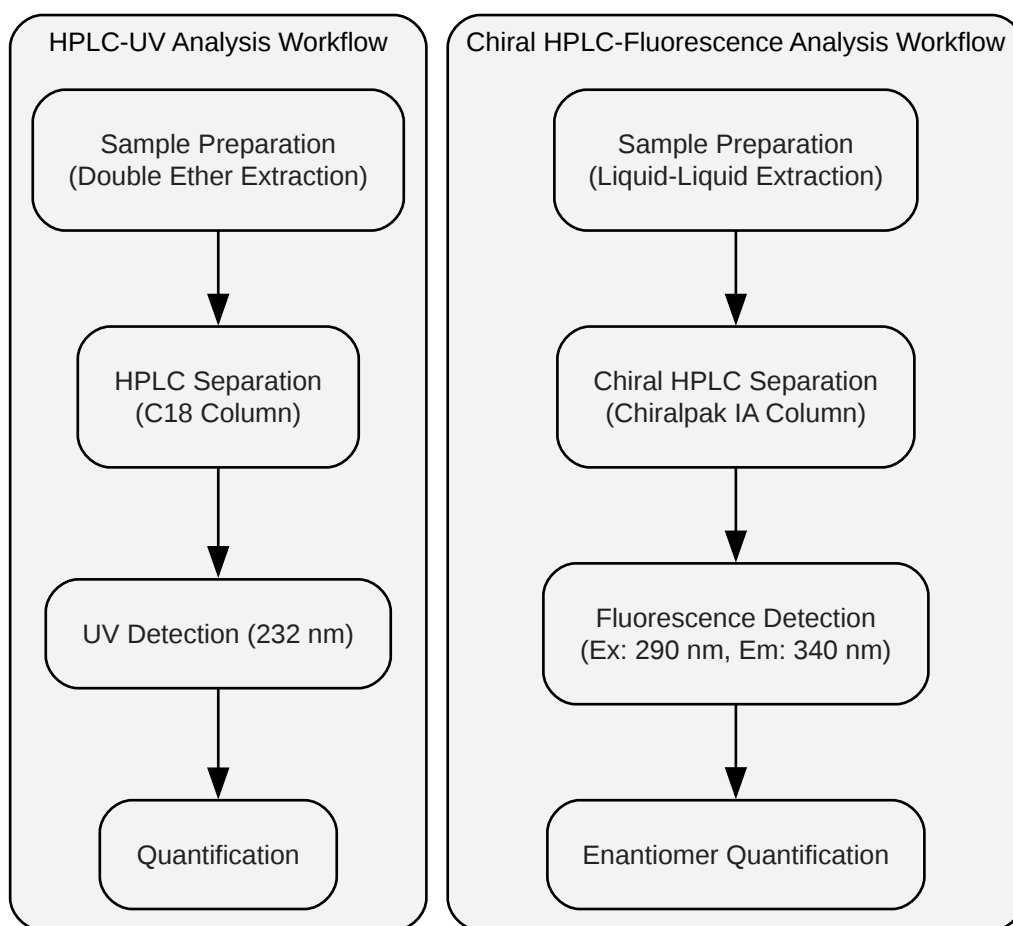 HPLC-UV Analysis Workflow
Sample Preparation
(Double Ether Extraction)
HPLC Separation
(C18 Column)
UV Detection (232 nm)
Quantification
Chiral HPLC-Fluorescence Analysis Workflow
Sample Preparation
(Liquid-Liquid Extraction)
Chiral HPLC Separation
(Chiralpak IA Column)
Fluorescence Detection
(Ex: 290 nm, Em: 340 nm)
Enantiomer Quantification